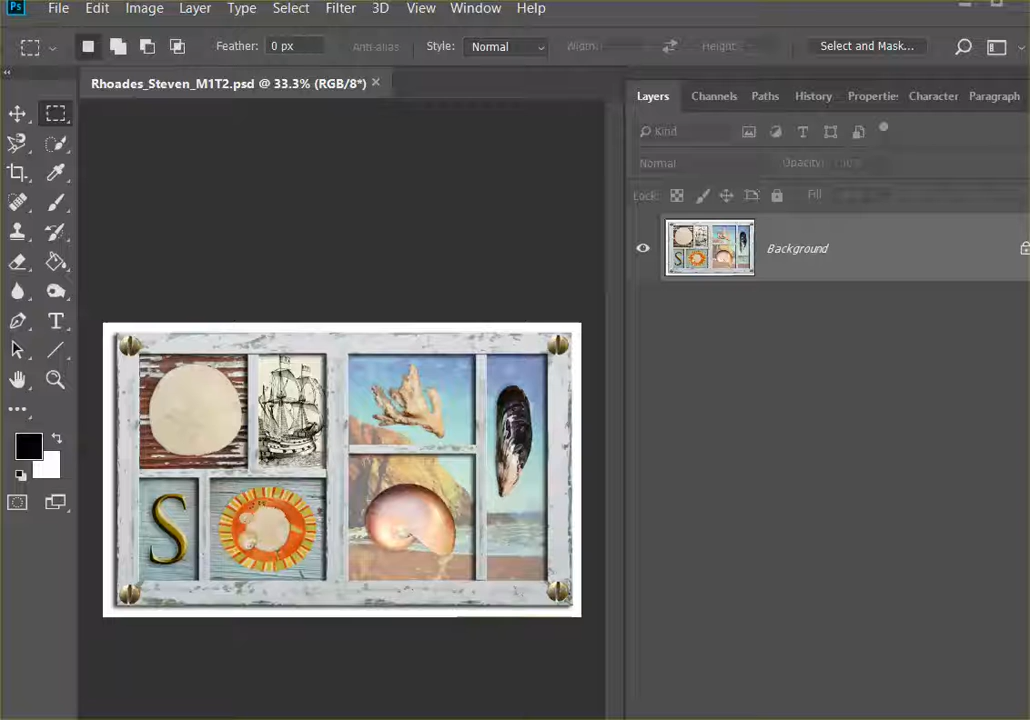 Ps File Edit Image Layer Type Select Filter 3D View Window Help
Feather: 0 px Anti-alias Style: Normal Width: Height: Select and Mask...
Rhoades_Steven_M1T2.psd @ 33.3% (RGB/8*) ×
Layers Channels Paths History Propertie: Character Paragraph
Kind
Normal Opacity:
Lock: Fill
Background
S